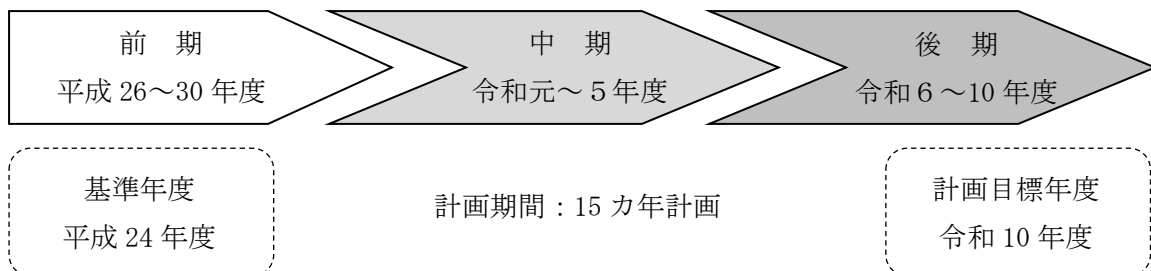 前　期
平成 26～30 年度
中　期
令和元～５年度
後　期
令和６～10 年度
基準年度
平成 24 年度
計画期間：15 カ年計画
計画目標年度
令和 10 年度